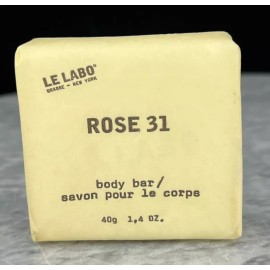 LE LABO®
GRASSE - NEW YORK
ROSE 31
body bar/
savon pour le corps
40g 1,4 OZ.